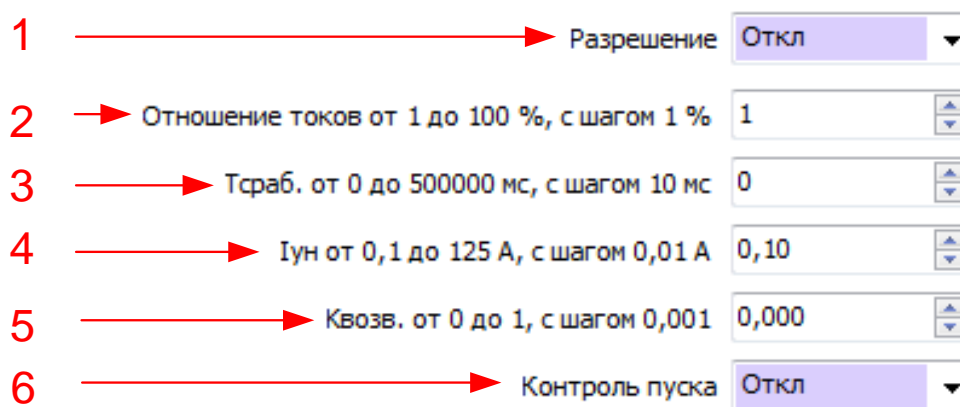 1 Разрешение Откл
2 Отношение токов от 1 до 100 %, с шагом 1 % 1
3 Тсраб. от 0 до 500000 мс, с шагом 10 мс 0
4 Iун от 0,1 до 125 А, с шагом 0,01 А 0,10
5 Квозв. от 0 до 1, с шагом 0,001 0,000
6 Контроль пуска Откл